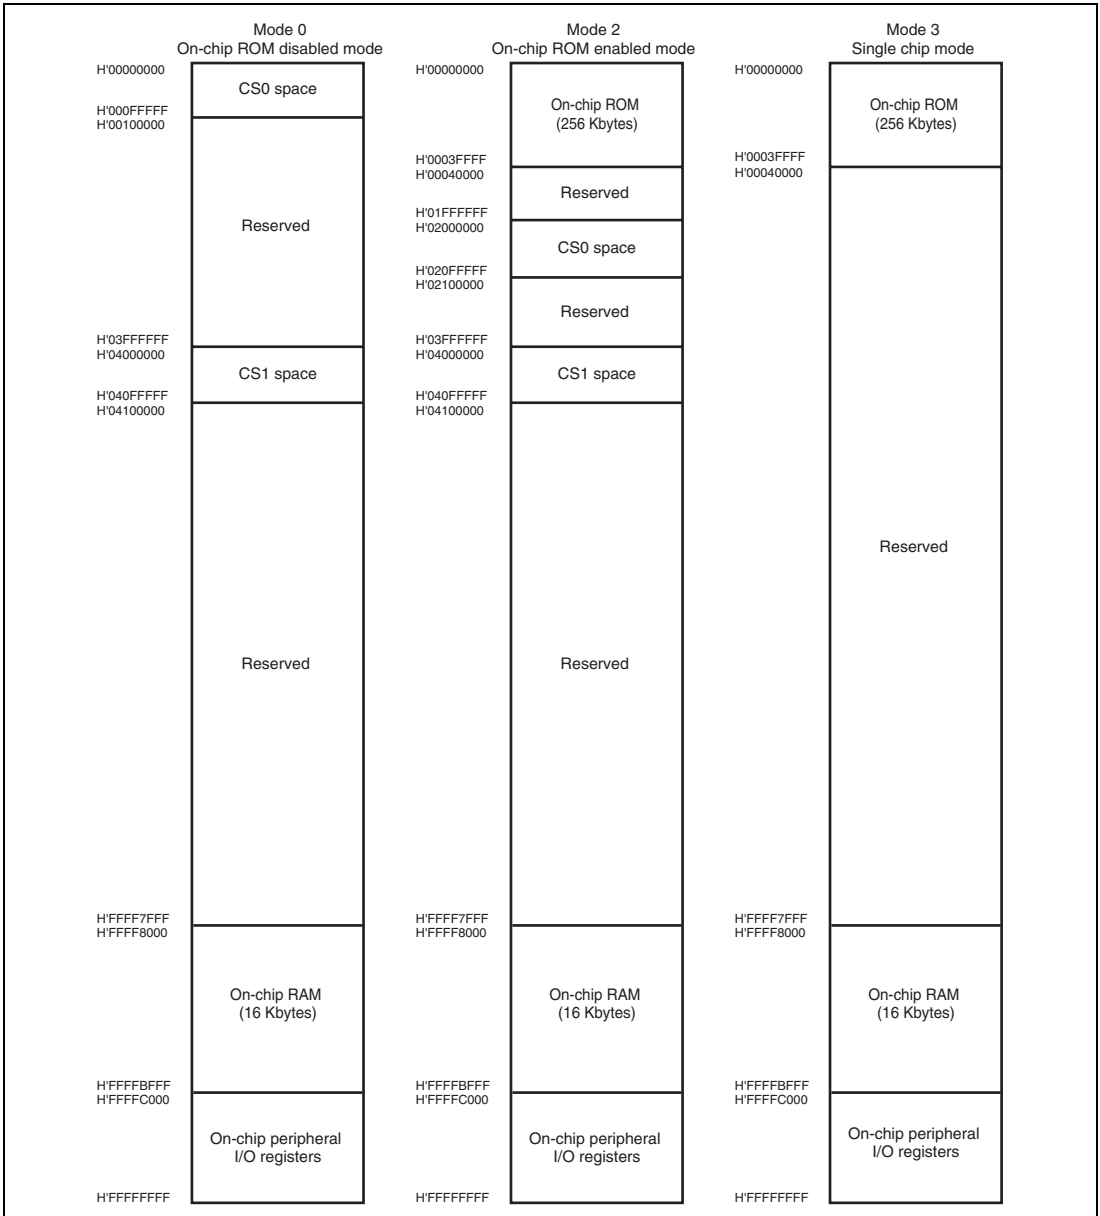 Mode 0
On-chip ROM disabled mode
H'00000000
CS0 space
H'000FFFFF
H'00100000
Reserved
H'03FFFFFF
H'04000000
CS1 space
H'040FFFFF
H'04100000
Reserved
H'FFFF7FFF
H'FFFF8000
On-chip RAM
(16 Kbytes)
H'FFFFBFFF
H'FFFFC000
On-chip peripheral
I/O registers
H'FFFFFFFF
Mode 2
On-chip ROM enabled mode
H'00000000
On-chip ROM
(256 Kbytes)
H'0003FFFF
H'00040000
Reserved
H'01FFFFFF
H'02000000
CS0 space
H'020FFFFF
H'02100000
Reserved
H'03FFFFFF
H'04000000
CS1 space
H'040FFFFF
H'04100000
Reserved
H'FFFF7FFF
H'FFFF8000
On-chip RAM
(16 Kbytes)
H'FFFFBFFF
H'FFFFC000
On-chip peripheral
I/O registers
H'FFFFFFFF
Mode 3
Single chip mode
H'00000000
On-chip ROM
(256 Kbytes)
H'0003FFFF
H'00040000
Reserved
H'FFFF7FFF
H'FFFF8000
On-chip RAM
(16 Kbytes)
H'FFFFBFFF
H'FFFFC000
On-chip peripheral
I/O registers
H'FFFFFFFF